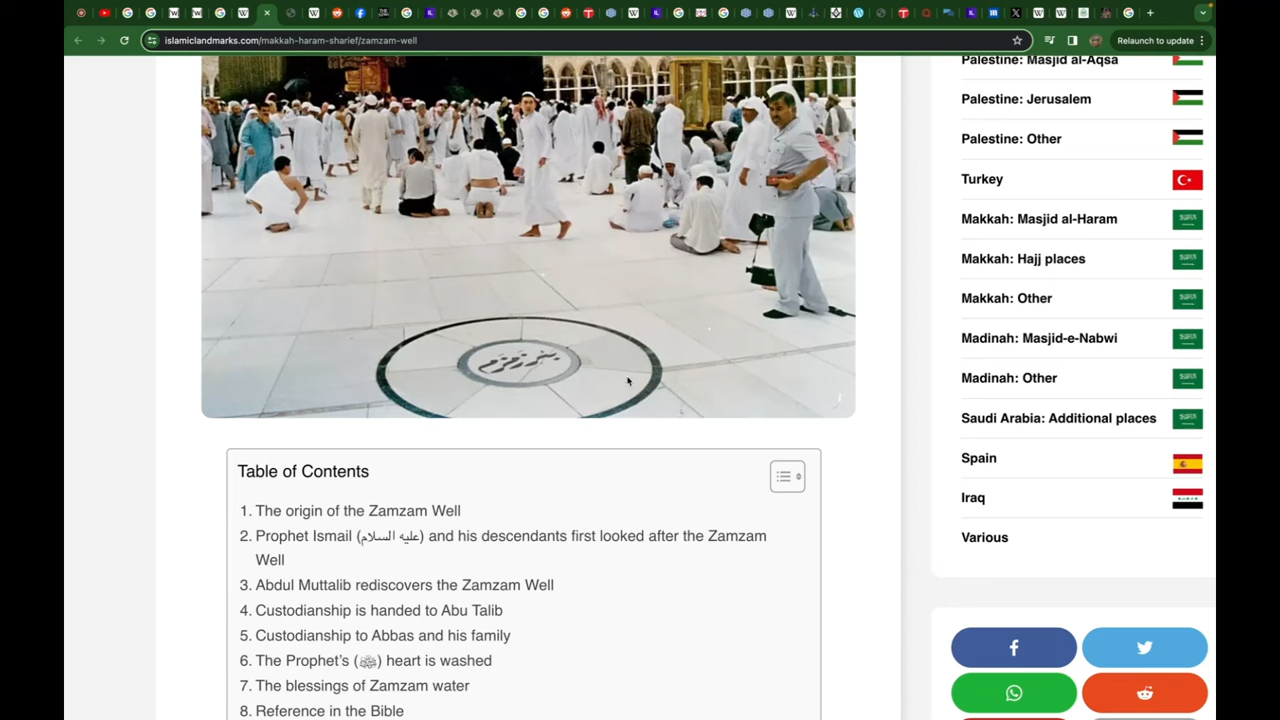 islamiclandmarks.com/makkah-haram-sharief/zamzam-well
Relaunch to update
بئر زمزم
Table of Contents
1. The origin of the Zamzam Well
2. Prophet Ismail (عليه السلام) and his descendants first looked after the Zamzam
Well
3. Abdul Muttalib rediscovers the Zamzam Well
4. Custodianship is handed to Abu Talib
5. Custodianship to Abbas and his family
6. The Prophet's (ﷺ) heart is washed
7. The blessings of Zamzam water
8. Reference in the Bible
Palestine: Masjid al-Aqsa
Palestine: Jerusalem
Palestine: Other
Turkey
Makkah: Masjid al-Haram
Makkah: Hajj places
Makkah: Other
Madinah: Masjid-e-Nabwi
Madinah: Other
Saudi Arabia: Additional places
Spain
Iraq
Various